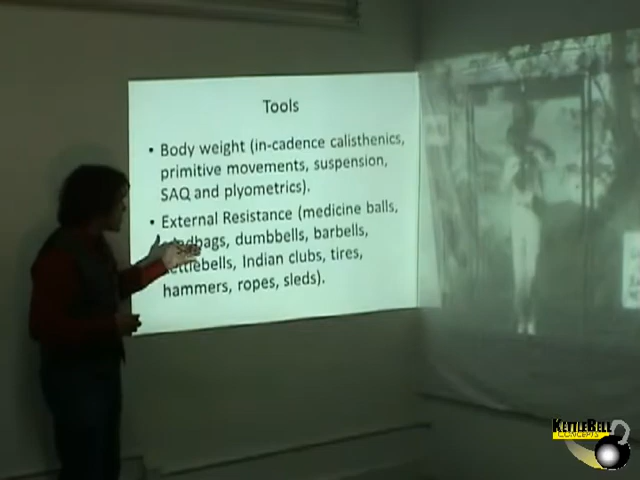 Tools
• Body weight (in-cadence calisthenics,
primitive movements, suspension,
SAQ and plyometrics).
• External Resistance (medicine balls,
dumbbells, barbells,
Indian clubs, tires,
hammers, ropes, sleds).
KETTLEBELL
CONCEPTS